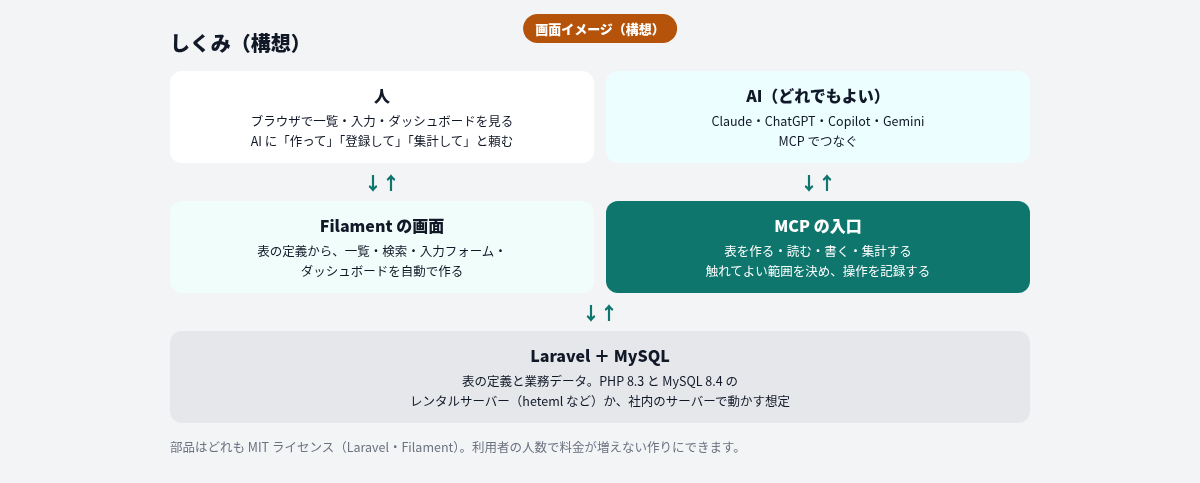 画面イメージ（構想）
しくみ（構想）
人
ブラウザで一覧・入力・ダッシュボードを見る
AI に「作って」「登録して」「集計して」と頼む
AI（どれでもよい）
Claude・ChatGPT・Copilot・Gemini
MCP でつなぐ
↓ ↑
↓ ↑
Filament の画面
表の定義から、一覧・検索・入力フォーム・
ダッシュボードを自動で作る
MCP の入口
表を作る・読む・書く・集計する
触れてよい範囲を決め、操作を記録する
↓ ↑
Laravel ＋ MySQL
表の定義と業務データ。PHP 8.3 と MySQL 8.4 の
レンタルサーバー（heteml など）か、社内のサーバーで動かす想定
部品はどれも MIT ライセンス（Laravel・Filament）。利用者の人数で料金が増えない作りにできます。